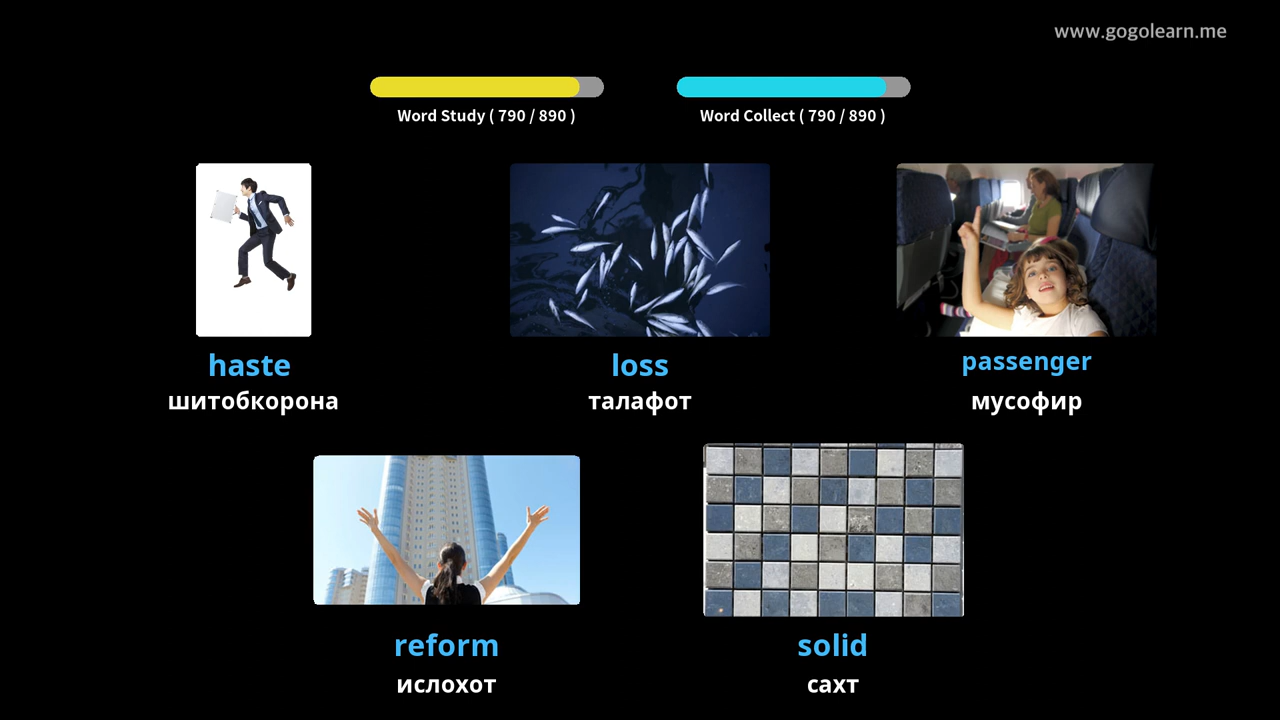 www.gogolearn.me
Word Study ( 790 / 890 )
Word Collect ( 790 / 890 )
haste
шитобкорона
loss
талафот
passenger
мусофир
reform
ислохот
solid
сахт